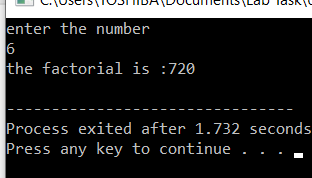 C:\Users\TOSHIBA\Documents\Lab Task\
enter the number
6
the factorial is :720
--------------------------------
Process exited after 1.732 seconds
Press any key to continue . . .